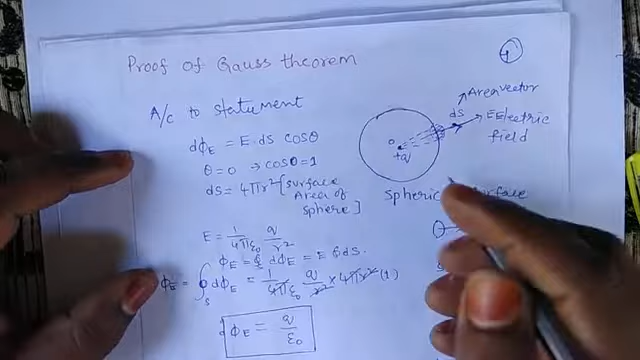 Proof of Gauss theorem
1
A/c to statement
dΦE = E ds cosθ
θ = 0 → cosθ = 1
ds = 4πr² [surface
Area of
sphere]
Area vector
ds
E Electric
field
+q
E = 1/4πε₀ q/r²
ΦE = ∮ dΦE = E ∮ ds.
ΦE = ∮S dΦE = 1/4πε₀ q/r² × 4πr² (1)
ΦE = q/ε₀